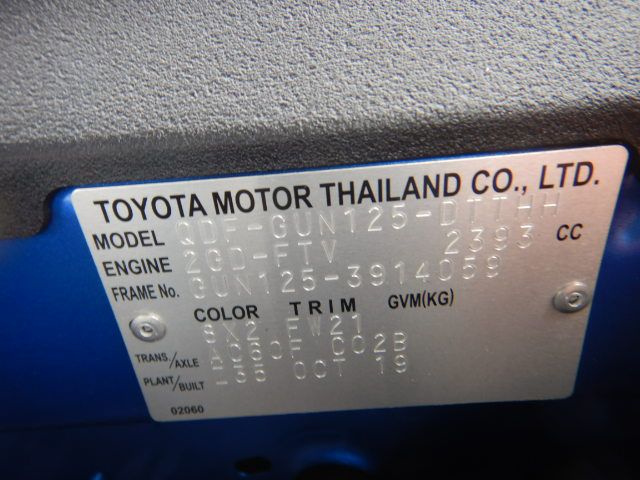 TOYOTA MOTOR THAILAND CO., LTD.
MODEL QDF-GUN125-DTTHH
ENGINE 2GD-FTV 2393 CC
FRAME No. GUN125-3914059
COLOR TRIM GVM(KG)
8X2 FW21
TRANS./AXLE AC60F C02B
PLANT/BUILT -35 OCT 19
02060